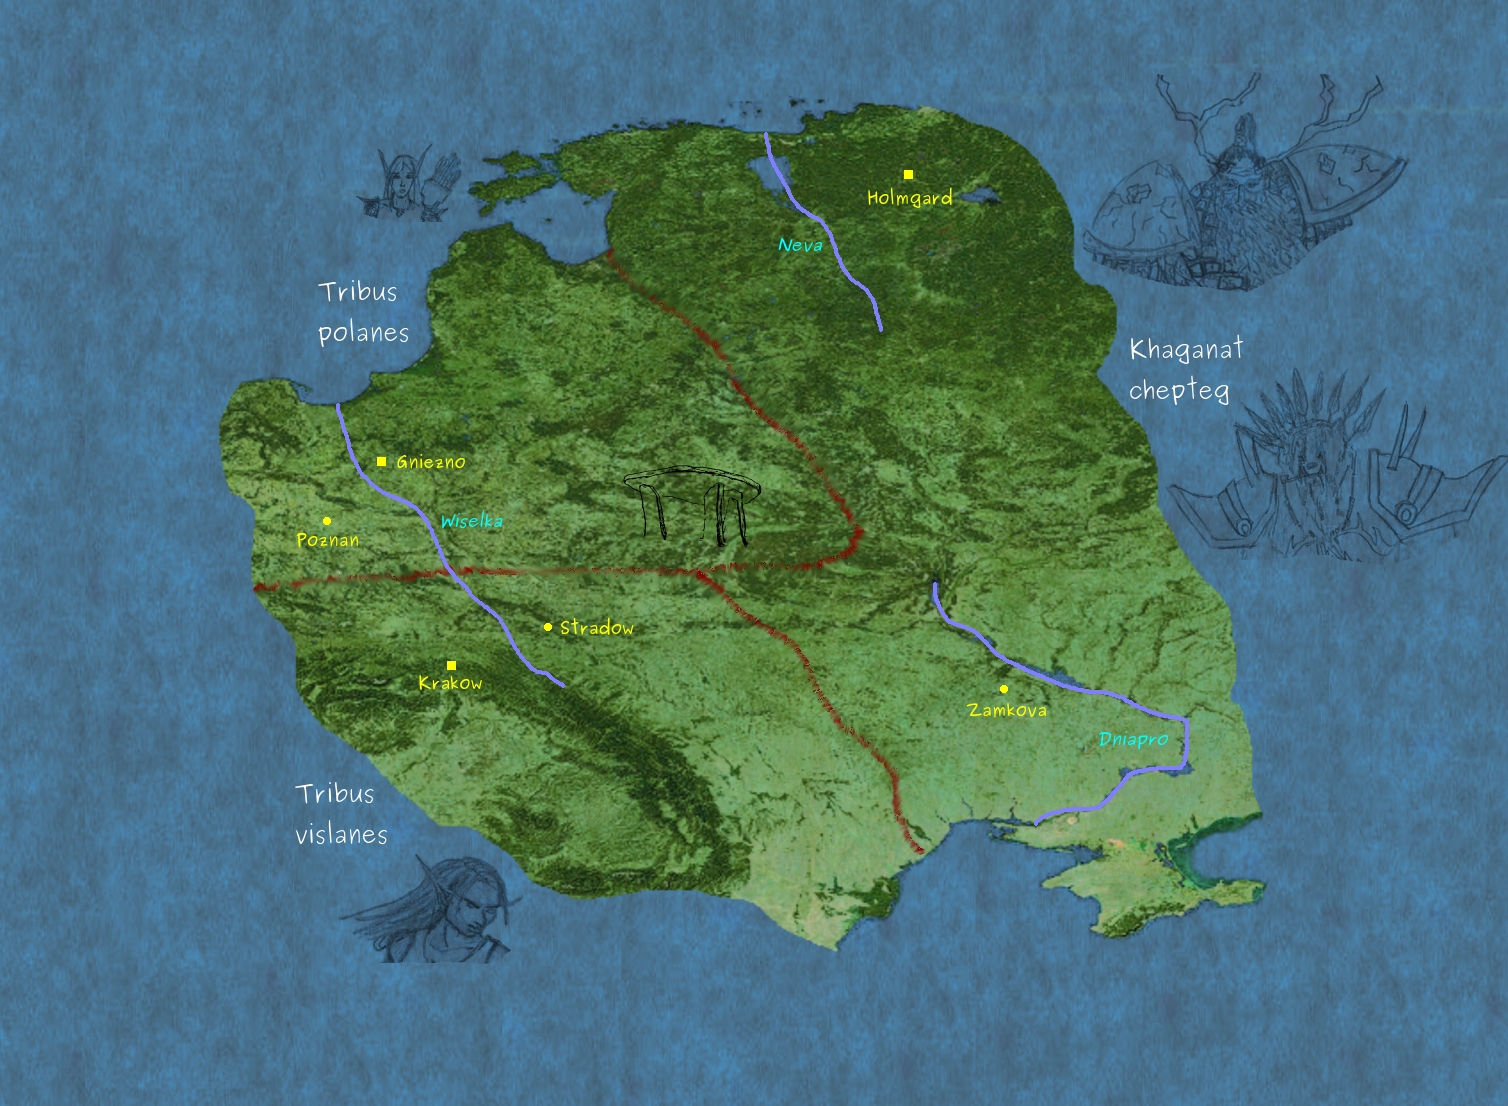 Holmgard
Neva
Tribus
polanes
Khaganat
chepteg
Gniezno
Wiselka
Poznan
Stradow
Krakow
Zamkova
Dniapro
Tribus
vislanes